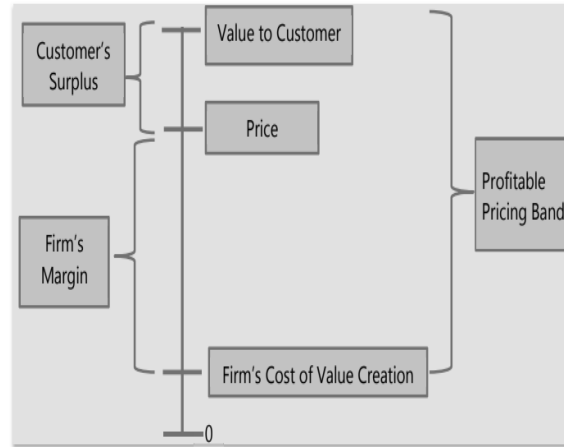 Value to Customer
Customer's
Surplus
Price
Profitable
Pricing Band
Firm's
Margin
Firm's Cost of Value Creation
0